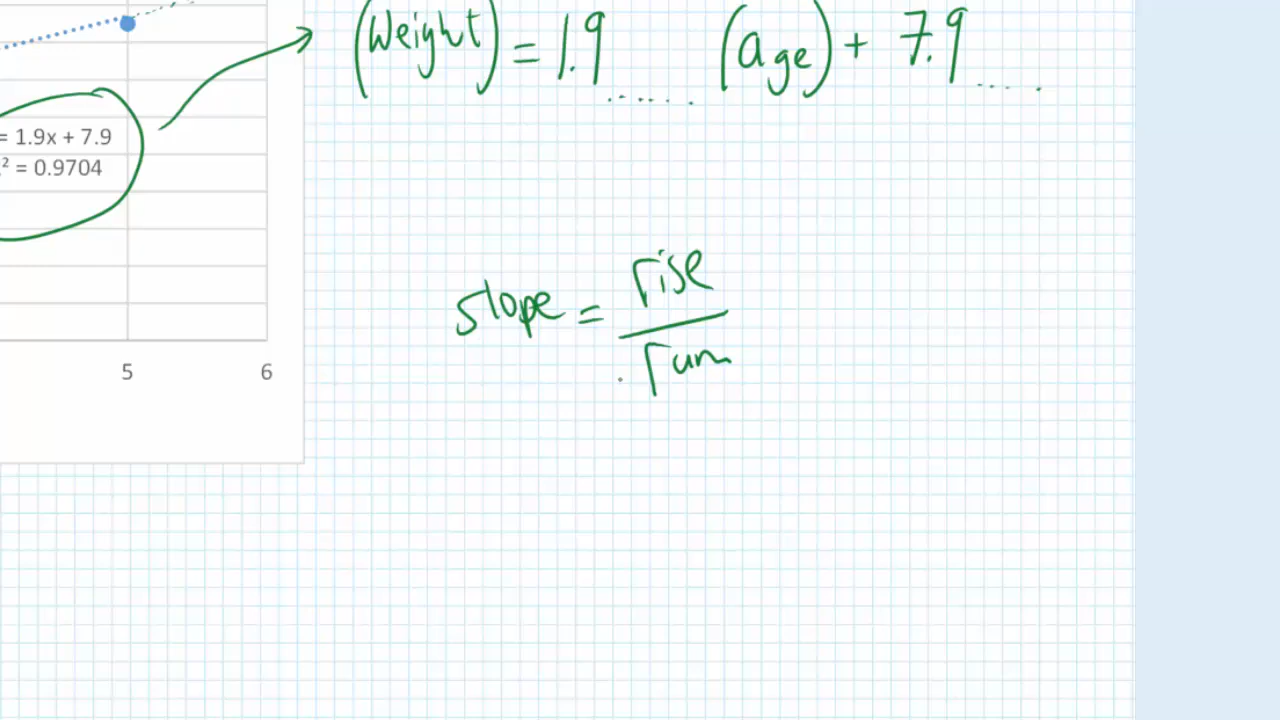 (Weight) = 1.9...... (age) + 7.9....
= 1.9x + 7.9
² = 0.9704
slope = rise
run
5 6